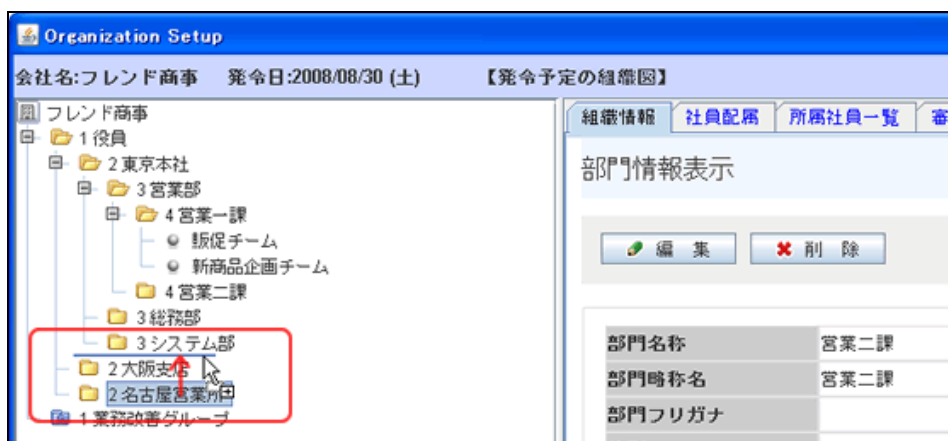 Organization Setup
会社名:フレンド商事 発令日:2008/08/30 (土) 【発令予定の組織図】
フレンド商事
1 役員
2 東京本社
3 営業部
4 営業一課
販促チーム
新商品企画チーム
4 営業二課
3 総務部
3 システム部
2 大阪支店
2 名古屋営業所
1 業務改善グループ
組織情報 社員配属 所属社員一覧 審
部門情報表示
編 集 削 除
部門名称 営業二課
部門略称名 営業二課
部門フリガナ